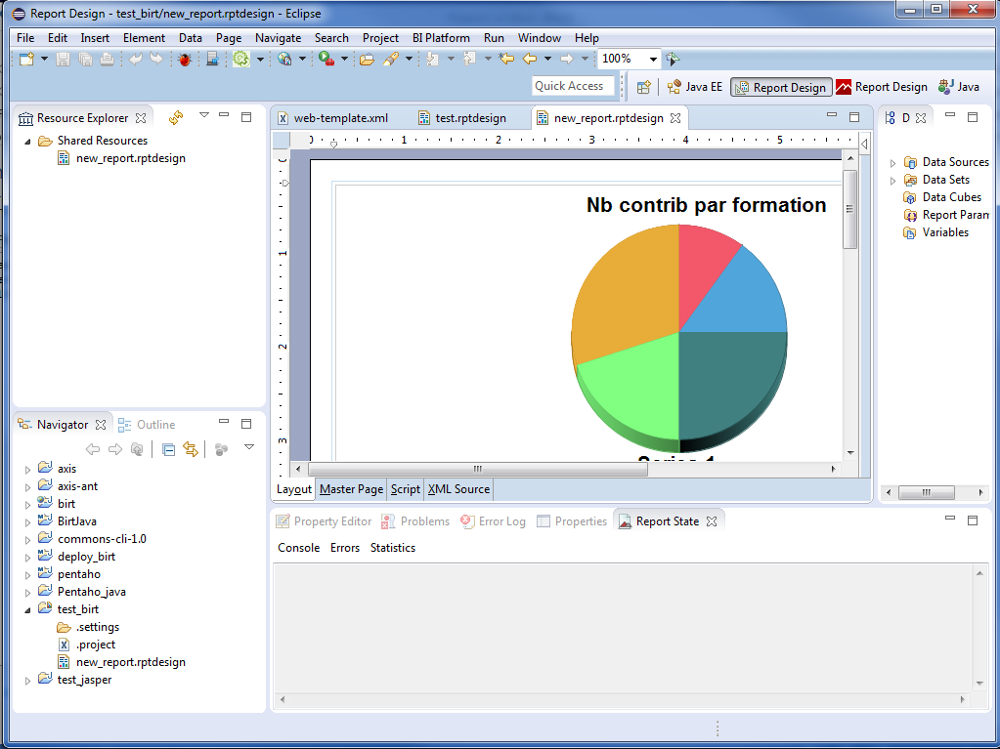 Report Design - test_birt/new_report.rptdesign - Eclipse
File Edit Insert Element Data Page Navigate Search Project BI Platform Run Window Help
100%
Quick Access
Java EE Report Design Report Design Java
Resource Explorer
Shared Resources
new_report.rptdesign
Navigator Outline
axis
axis-ant
birt
BirtJava
commons-cli-1.0
deploy_birt
pentaho
Pentaho_java
test_birt
.settings
.project
new_report.rptdesign
test_jasper
web-template.xml test.rptdesign new_report.rptdesign
1 2 3 4 5
1
2
3
Nb contrib par formation
Series 1
Layout Master Page Script XML Source
D
Data Sources
Data Sets
Data Cubes
Report Param
Variables
Property Editor Problems Error Log Properties Report State
Console Errors Statistics